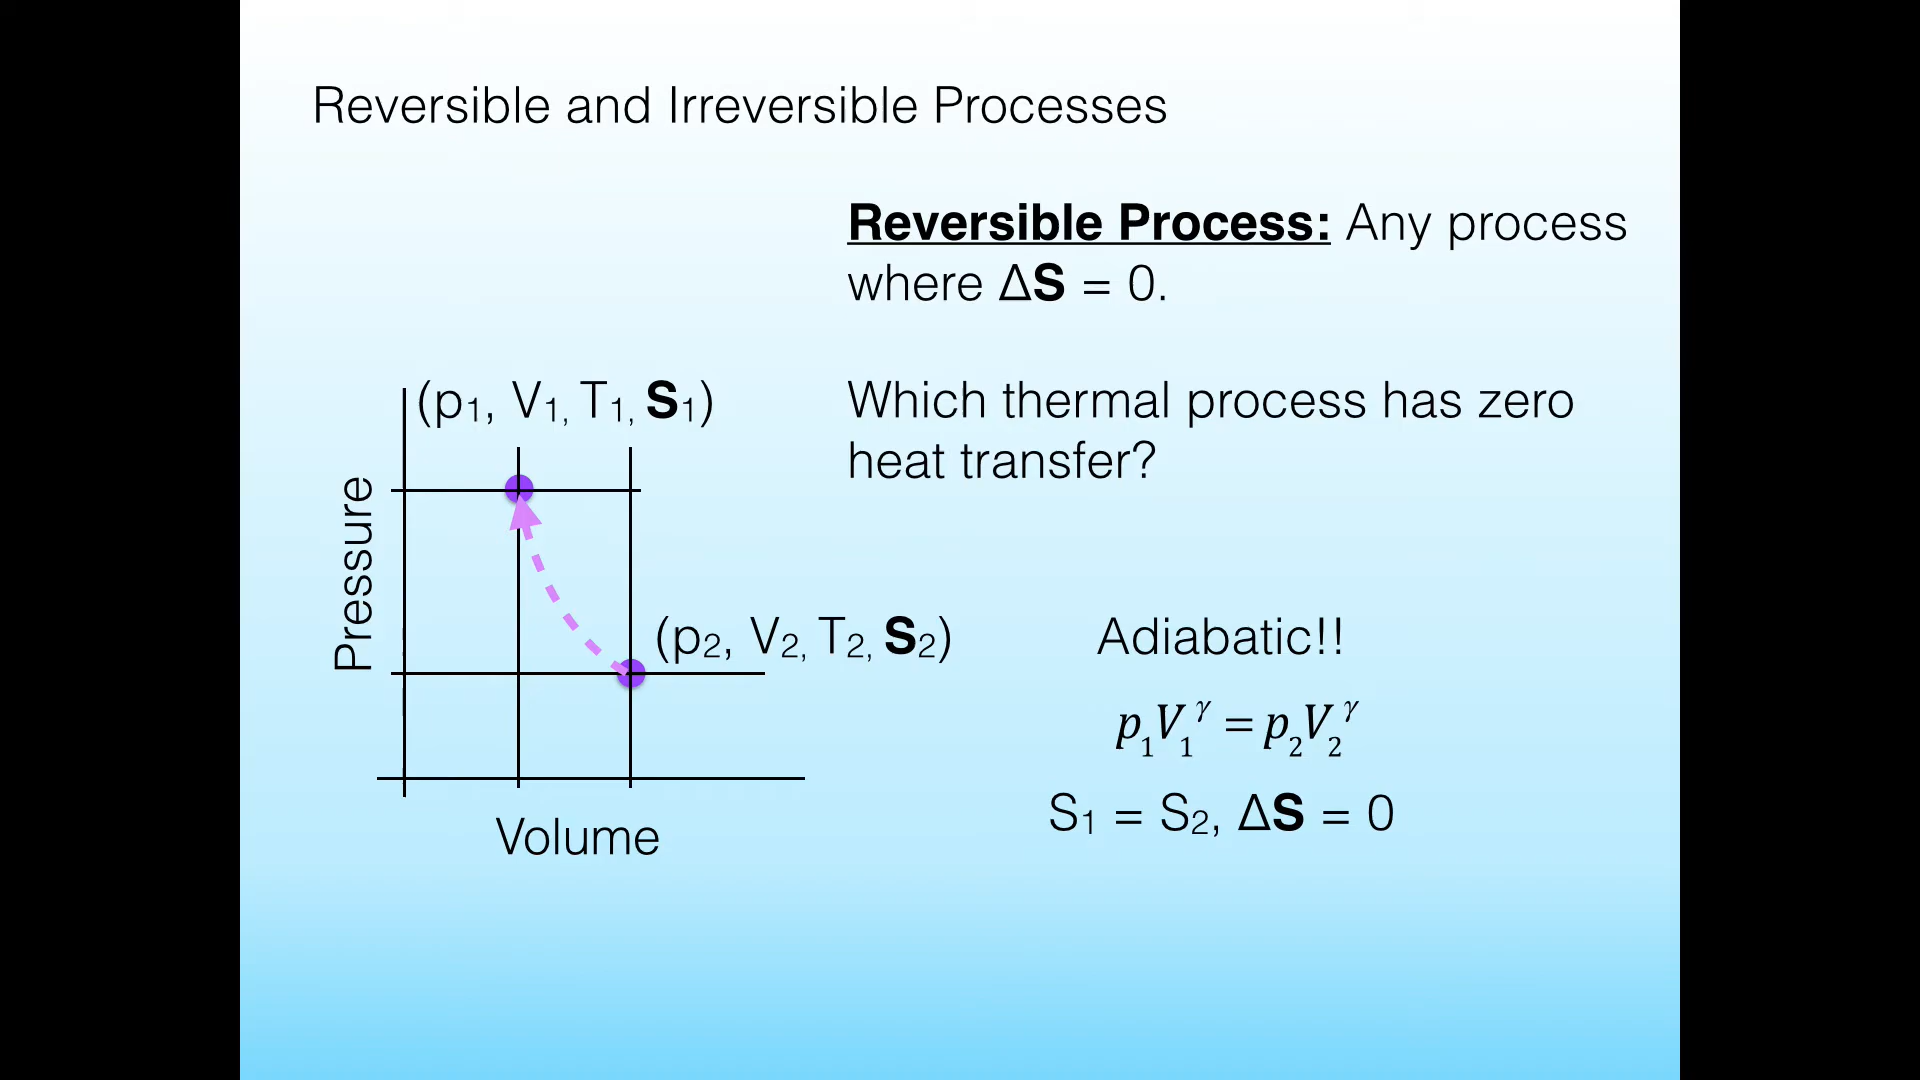 Reversible and Irreversible Processes
Reversible Process: Any process
where ΔS = 0.
(p₁, V₁, T₁, S₁)
Which thermal process has zero
heat transfer?
Pressure
(p₂, V₂, T₂, S₂)
Adiabatic!!
p₁V₁^γ = p₂V₂^γ
S₁ = S₂, ΔS = 0
Volume